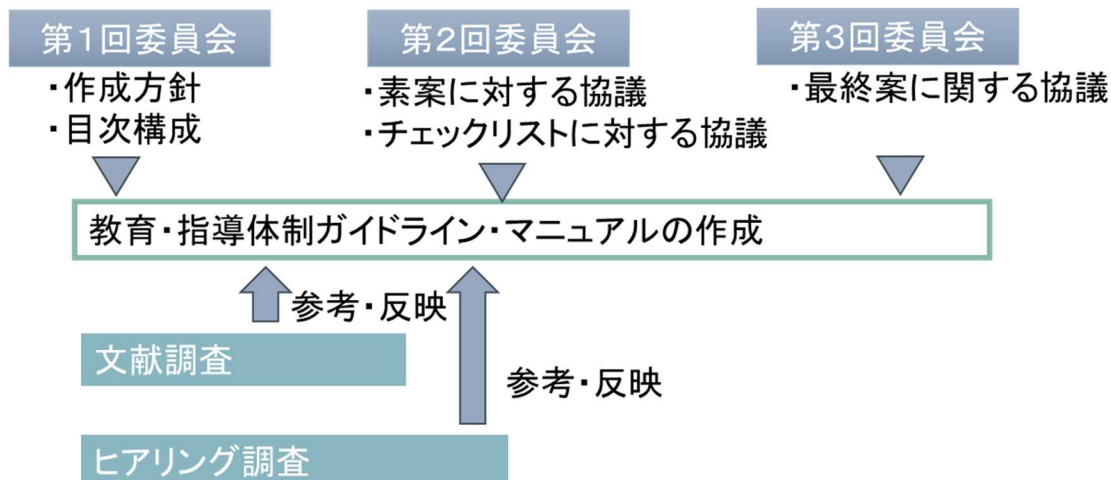 第1回委員会
・作成方針
・目次構成
第2回委員会
・素案に対する協議
・チェックリストに対する協議
第3回委員会
・最終案に関する協議
教育・指導体制ガイドライン・マニュアルの作成
参考・反映
文献調査
参考・反映
ヒアリング調査